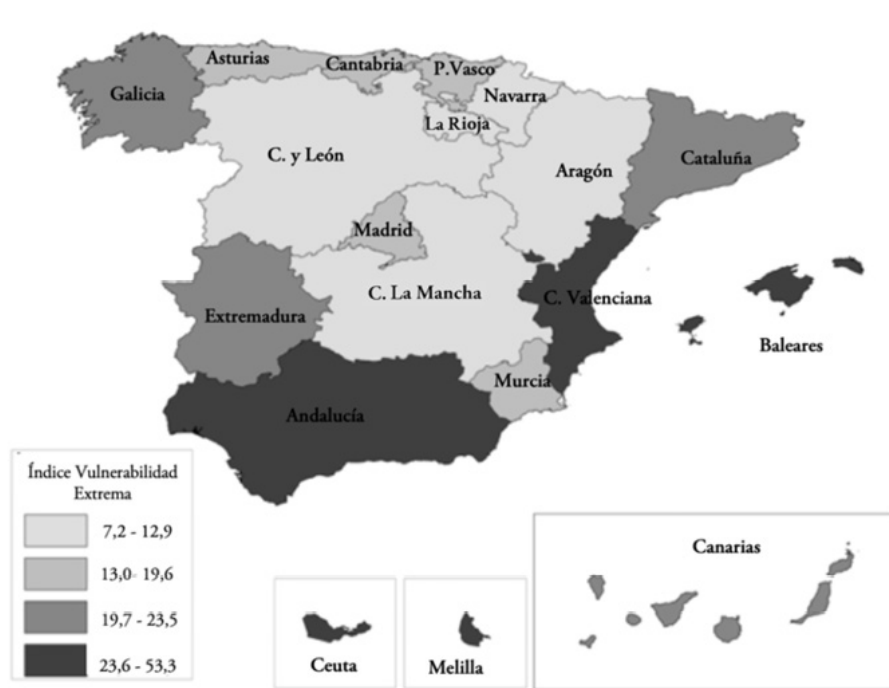 Asturias
Cantabria
P.Vasco
Galicia
Navarra
La Rioja
C. y León
Cataluña
Aragón
Madrid
C. La Mancha
C. Valenciana
Extremadura
Baleares
Murcia
Andalucía
Índice Vulnerabilidad
Extrema
7,2 - 12,9
13,0- 19,6
19,7 - 23,5
23,6 - 53,3
Canarias
Ceuta
Melilla